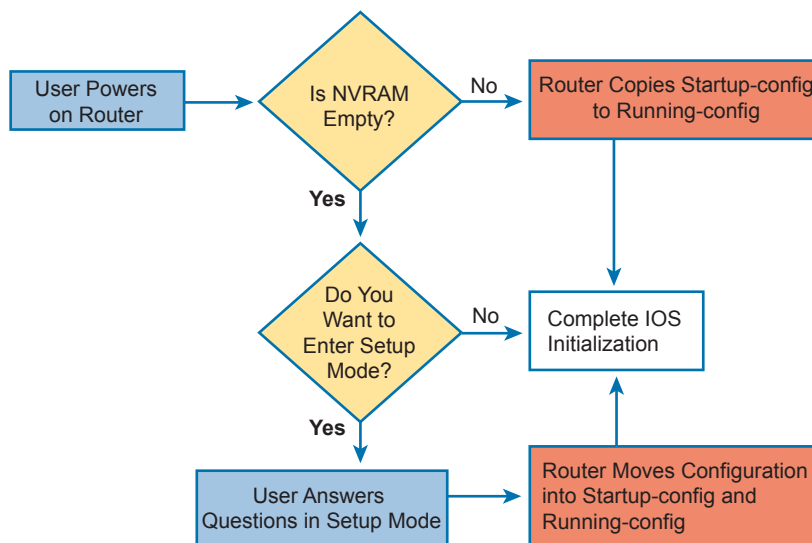 User Powers
on Router
Is NVRAM
Empty?
No
Router Copies Startup-config
to Running-config
Yes
Do You
Want to
Enter Setup
Mode?
No
Complete IOS
Initialization
Yes
User Answers
Questions in Setup Mode
Router Moves Configuration
into Startup-config and
Running-config